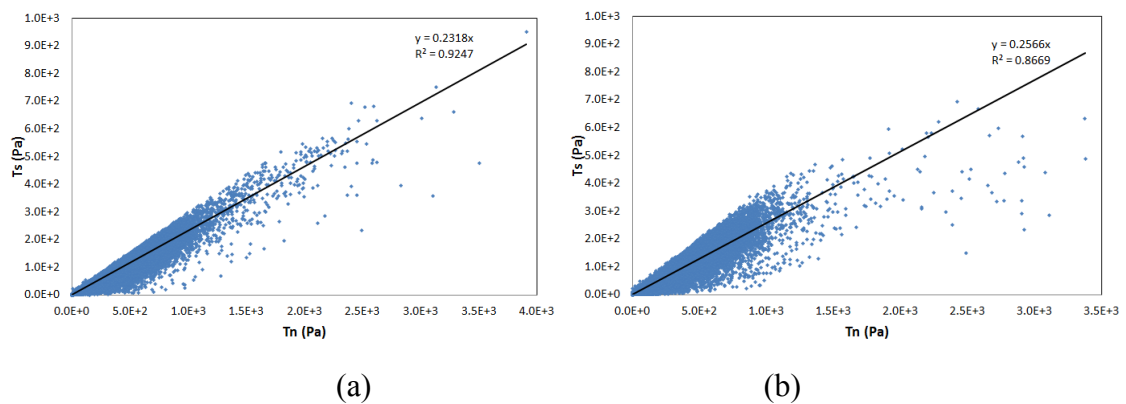 1.0E+3
9.0E+2
8.0E+2
7.0E+2
6.0E+2
5.0E+2
4.0E+2
3.0E+2
2.0E+2
1.0E+2
0.0E+0
Ts (Pa)
y = 0.2318x
R² = 0.9247
0.0E+0 5.0E+2 1.0E+3 1.5E+3 2.0E+3 2.5E+3 3.0E+3 3.5E+3 4.0E+3
Tn (Pa)
(a)
1.0E+3
9.0E+2
8.0E+2
7.0E+2
6.0E+2
5.0E+2
4.0E+2
3.0E+2
2.0E+2
1.0E+2
0.0E+0
Ts (Pa)
y = 0.2566x
R² = 0.8669
0.0E+0 5.0E+2 1.0E+3 1.5E+3 2.0E+3 2.5E+3 3.0E+3 3.5E+3
Tn (Pa)
(b)